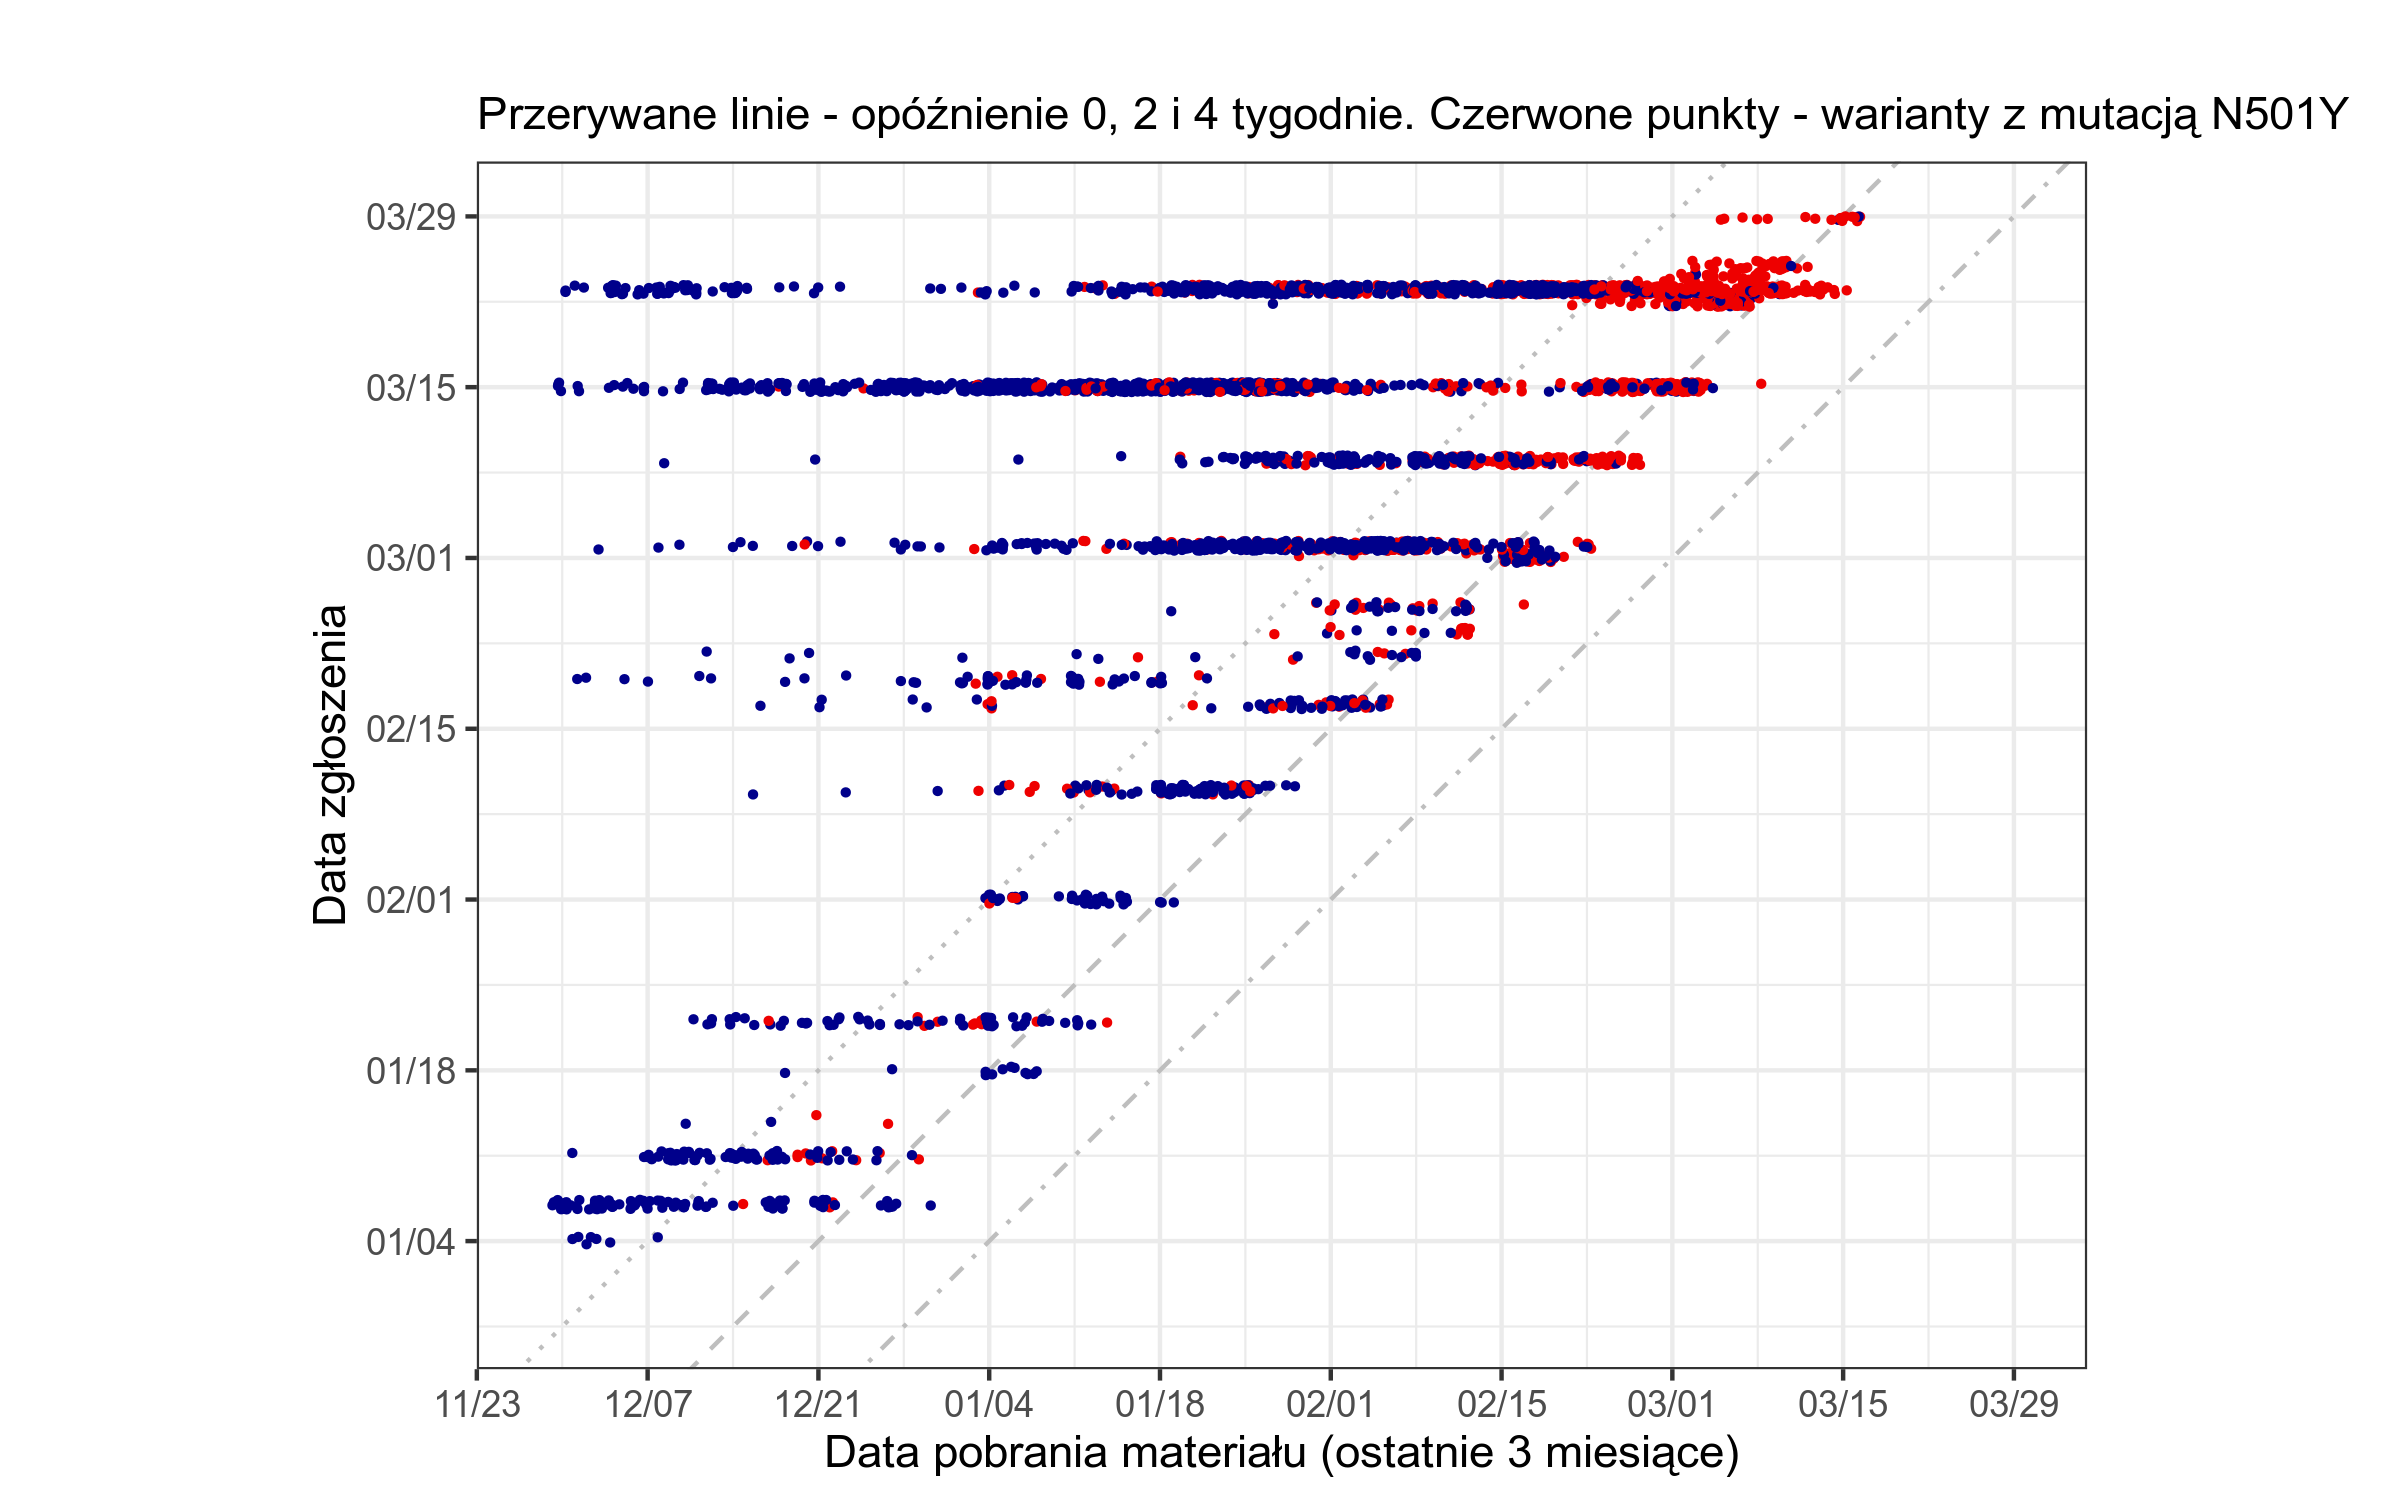 Przerywane linie - opóźnienie 0, 2 i 4 tygodnie. Czerwone punkty - warianty z mutacją N501Y
Data zgłoszenia
03/29
03/15
03/01
02/15
02/01
01/18
01/04
11/23 12/07 12/21 01/04 01/18 02/01 02/15 03/01 03/15 03/29
Data pobrania materiału (ostatnie 3 miesiące)